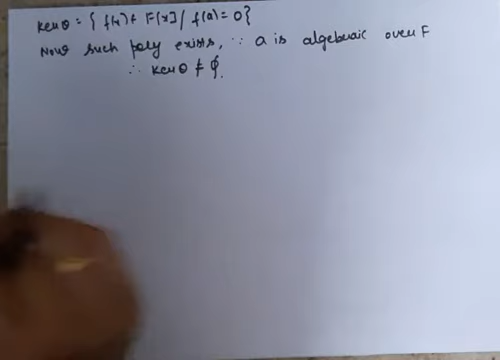 Kerθ = { f(x) ∈ F[x] / f(a) = 0 }
Now such poly exists, ∵ a is algebraic over F
∴ Kerθ ≠ φ.